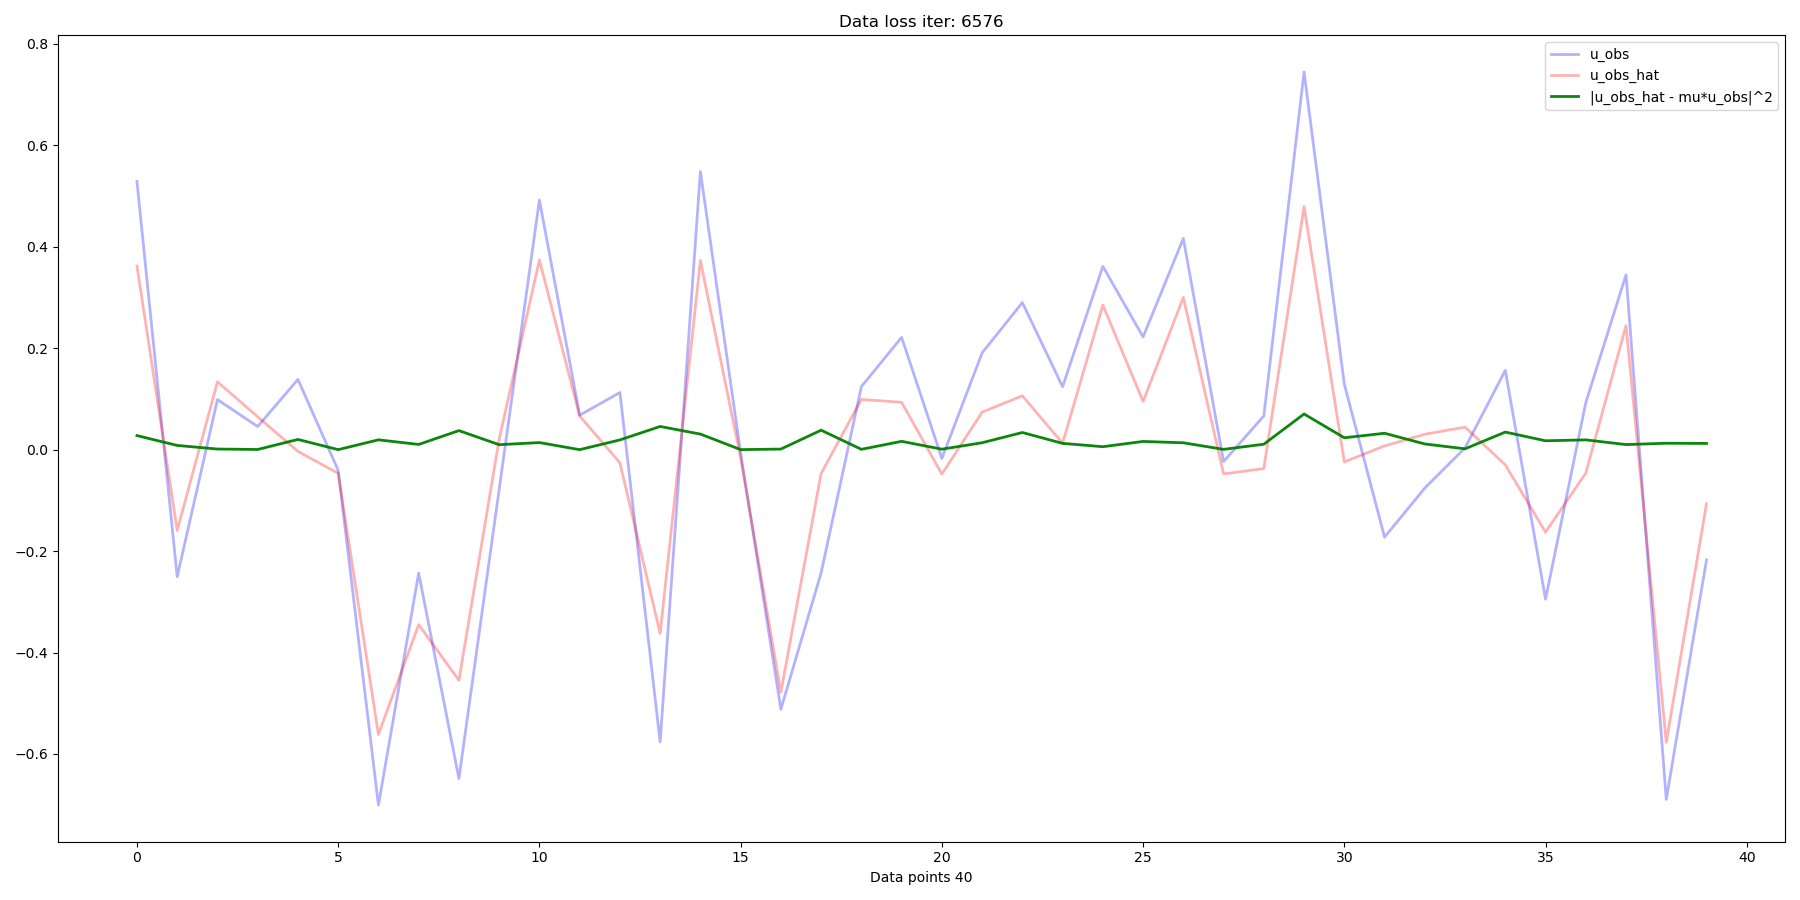 Data loss iter: 6576
u_obs
u_obs_hat
|u_obs_hat - mu*u_obs|^2
0.8
0.6
0.4
0.2
0.0
−0.2
−0.4
−0.6
0 5 10 15 20 25 30 35 40
Data points 40